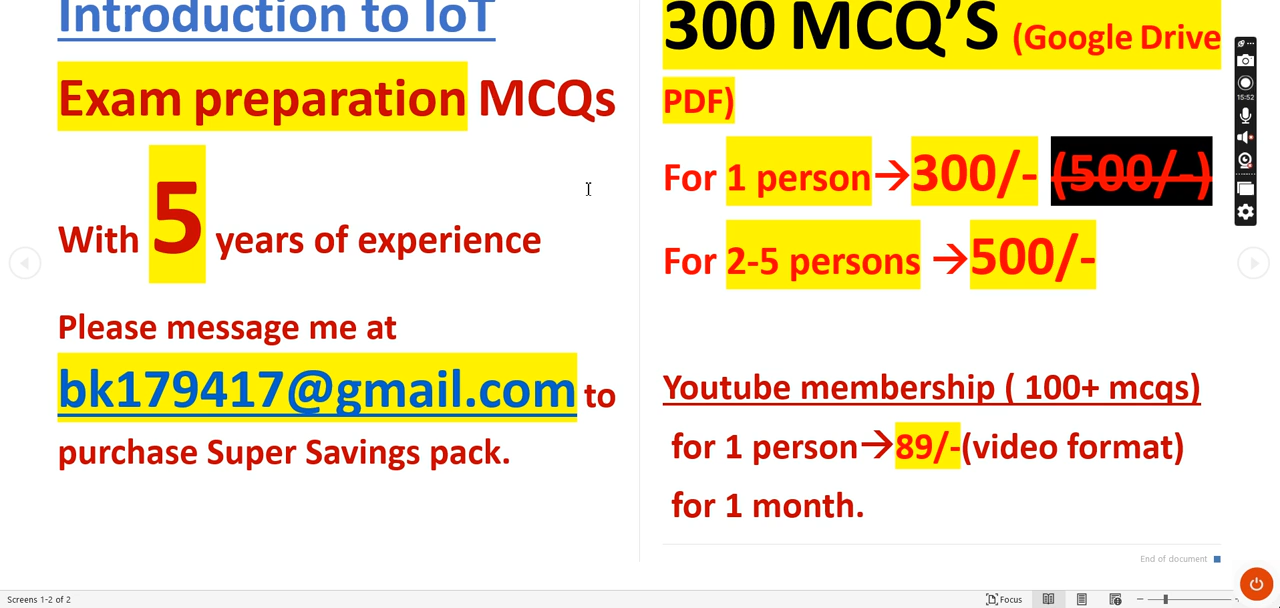 Introduction to IoT
Exam preparation MCQs
With 5 years of experience
Please message me at
bk179417@gmail.com to
purchase Super Savings pack.
300 MCQ’S (Google Drive
PDF)
For 1 person→300/- (500/-)
For 2-5 persons →500/-
Youtube membership ( 100+ mcqs)
for 1 person→89/-(video format)
for 1 month.
End of document
15:52
Screens 1-2 of 2
Focus